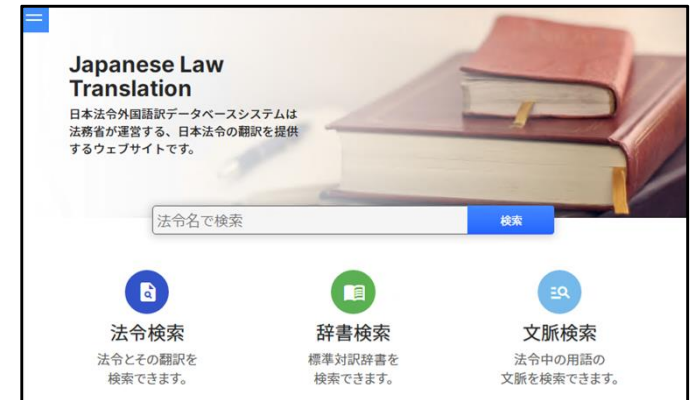 Japanese Law
Translation
日本法令外国語訳データベースシステムは
法務省が運営する、日本法令の翻訳を提供
するウェブサイトです。
法令名で検索
検索
法令検索
辞書検索
文脈検索
法令とその翻訳を
検索できます。
標準対訳辞書を
検索できます。
法令中の用語の
文脈を検索できます。